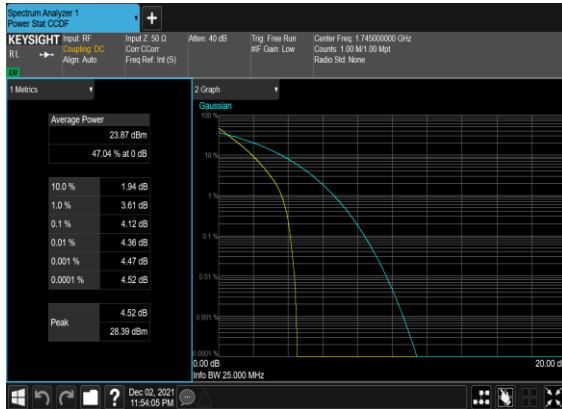 Spectrum Analyzer 1
Power Stat CCDF
+
KEYSIGHT
RL
LXI
Input: RF
Coupling: DC
Align: Auto
Input Z: 50 Ω
Corr CCorr
Freq Ref: Int (S)
Atten: 40 dB
Trig: Free Run
#IF Gain: Low
Center Freq: 1.745000000 GHz
Counts: 1.00 M/1.00 Mpt
Radio Std: None
1 Metrics
Average Power
23.87 dBm
47.04 % at 0 dB
10.0 % 1.94 dB
1.0 % 3.61 dB
0.1 % 4.12 dB
0.01 % 4.36 dB
0.001 % 4.47 dB
0.0001 % 4.52 dB
Peak
4.52 dB
28.39 dBm
2 Graph
Gaussian
100 %
10 %
1 %
0.1 %
0.01 %
0.001 %
0.0001 %
0.00 dB
20.00 d
Info BW 25.000 MHz
?
Dec 02, 2021
11:54:05 PM